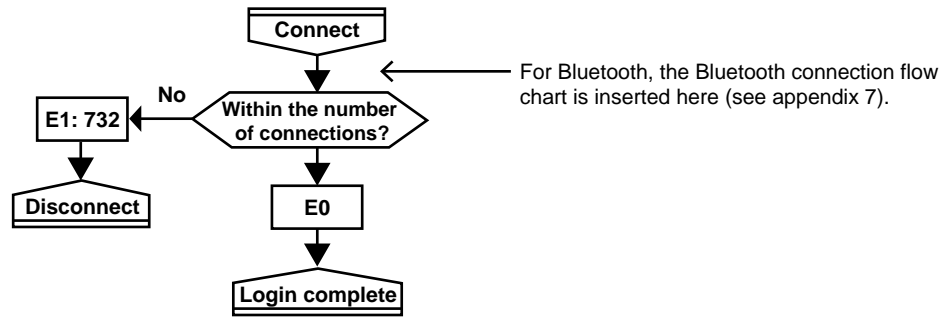 Connect
For Bluetooth, the Bluetooth connection flow
chart is inserted here (see appendix 7).
No
Within the number
of connections?
E1: 732
E0
Disconnect
Login complete